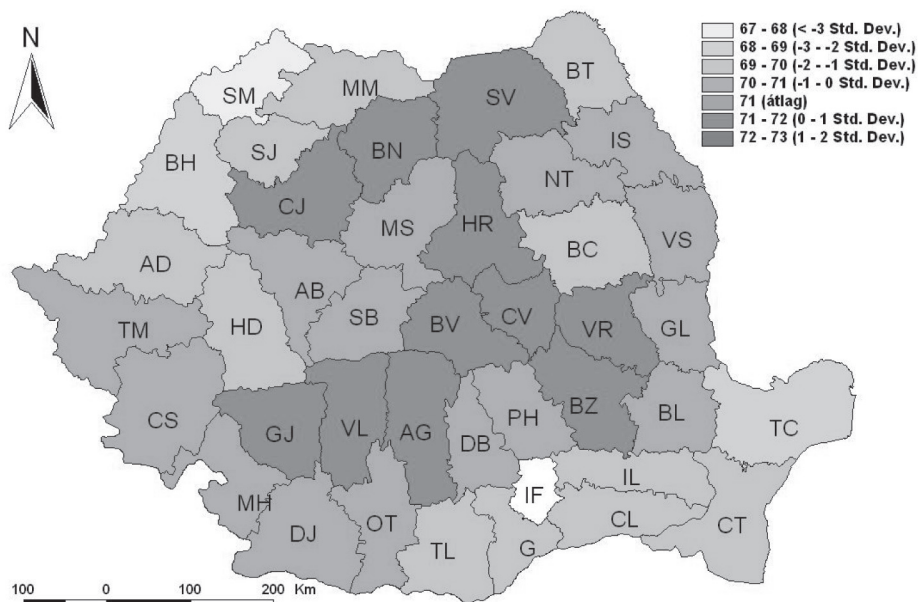 N
67 - 68 (< -3 Std. Dev.)
68 - 69 (-3 - -2 Std. Dev.)
69 - 70 (-2 - -1 Std. Dev.)
70 - 71 (-1 - 0 Std. Dev.)
71 (átlag)
71 - 72 (0 - 1 Std. Dev.)
72 - 73 (1 - 2 Std. Dev.)
BT
SM
MM
SV
IS
BH
SJ
BN
NT
CJ
MS
HR
BC
VS
AD
AB
TM
HD
SB
BV
CV
VR
GL
CS
GJ
VL
AG
DB
PH
BZ
BL
TC
MH
IF
IL
DJ
OT
TL
G
CL
CT
100 0 100 200 Km